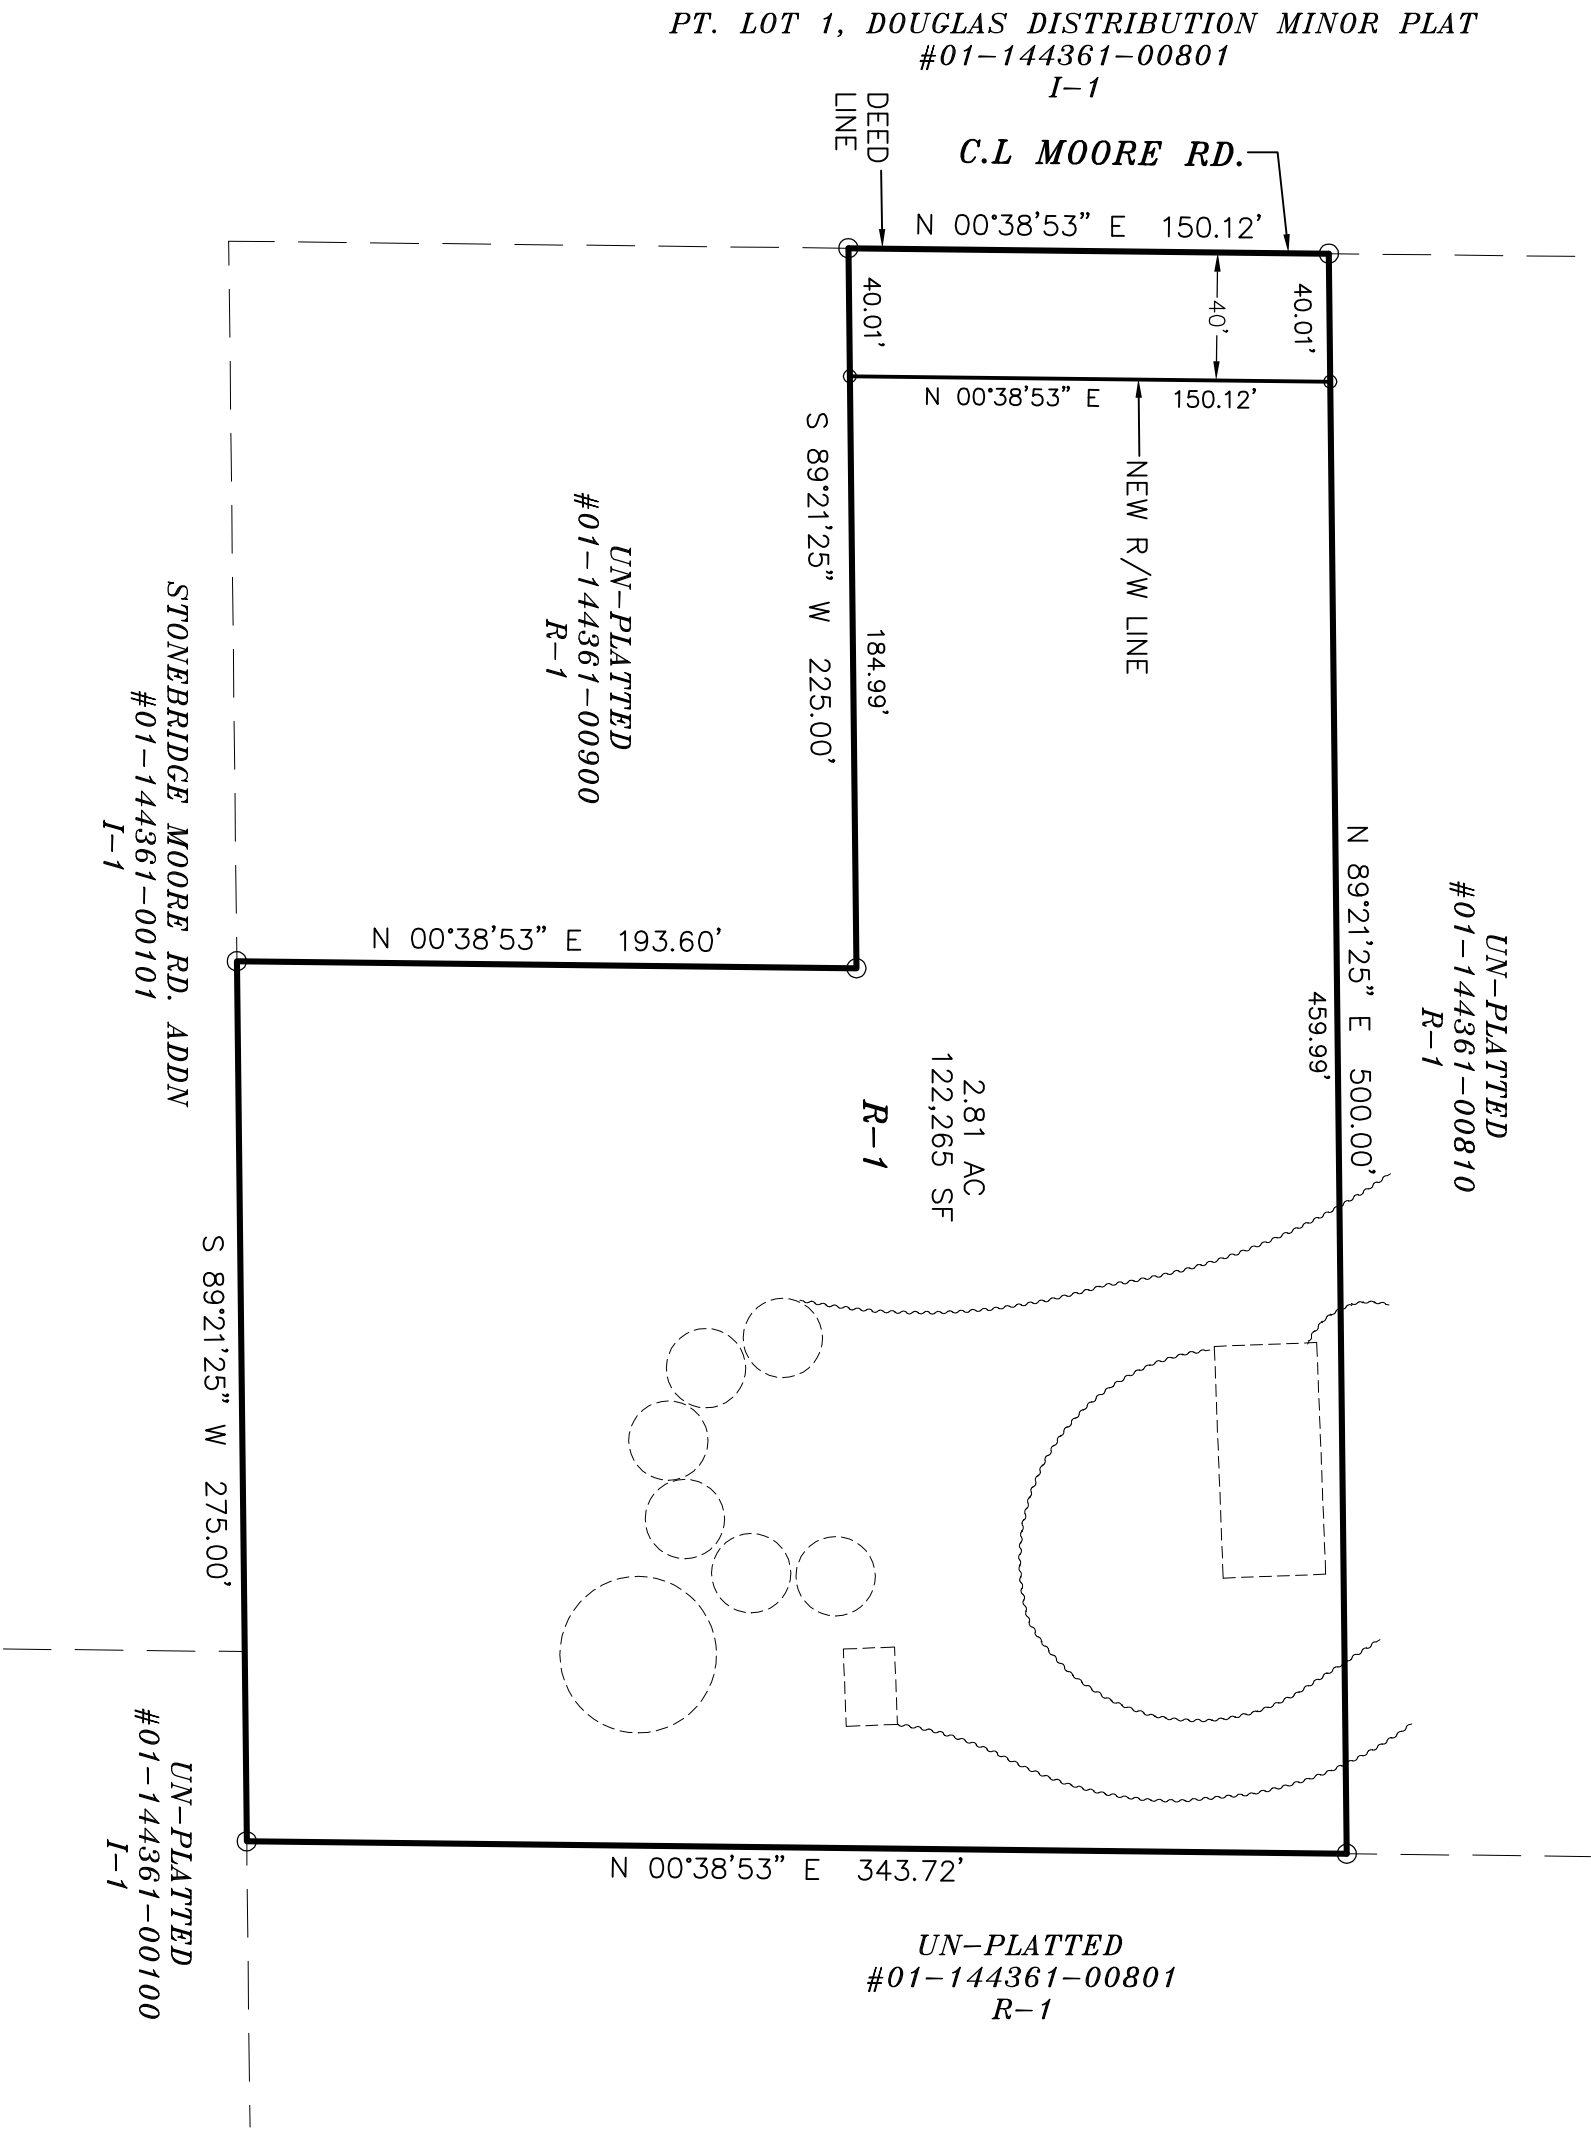 PT. LOT 1, DOUGLAS DISTRIBUTION MINOR PLAT
#01-144361-00801
I-1
DEED
LINE
C.L MOORE RD.
N 00°38'53" E 150.12'
40.01'
40'
40.01'
N 00°38'53" E 150.12'
NEW R/W LINE
S 89°21'25" W 225.00'
184.99'
UN-PLATTED
#01-144361-00900
R-1
STONEBRIDGE MOORE RD. ADDN
#01-144361-00101
I-1
N 00°38'53" E 193.60'
N 89°21'25" E 500.00'
459.99'
UN-PLATTED
#01-144361-00810
R-1
2.81 AC
122,265 SF
R-1
S 89°21'25" W 275.00'
UN-PLATTED
#01-144361-00100
I-1
N 00°38'53" E 343.72'
UN-PLATTED
#01-144361-00801
R-1